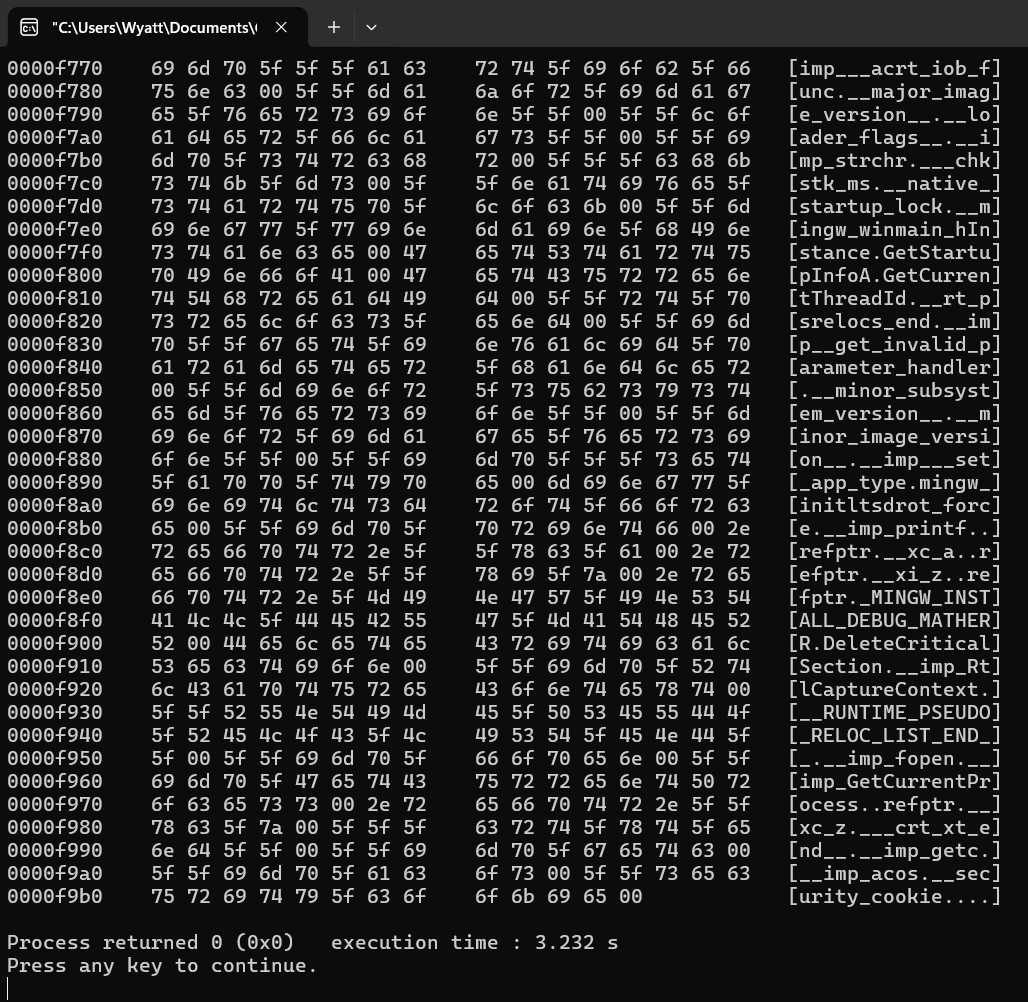 "C:\Users\Wyatt\Documents\(
0000f770 69 6d 70 5f 5f 5f 61 63 72 74 5f 69 6f 62 5f 66 [imp___acrt_iob_f]
0000f780 75 6e 63 00 5f 5f 6d 61 6a 6f 72 5f 69 6d 61 67 [unc.__major_imag]
0000f790 65 5f 76 65 72 73 69 6f 6e 5f 5f 00 5f 5f 6c 6f [e_version__.__lo]
0000f7a0 61 64 65 72 5f 66 6c 61 67 73 5f 5f 00 5f 5f 69 [ader_flags__.__i]
0000f7b0 6d 70 5f 73 74 72 63 68 72 00 5f 5f 5f 63 68 6b [mp_strchr.___chk]
0000f7c0 73 74 6b 5f 6d 73 00 5f 5f 6e 61 74 69 76 65 5f [stk_ms.__native_]
0000f7d0 73 74 61 72 74 75 70 5f 6c 6f 63 6b 00 5f 5f 6d [startup_lock.__m]
0000f7e0 69 6e 67 77 5f 77 69 6e 6d 61 69 6e 5f 68 49 6e [ingw_winmain_hIn]
0000f7f0 73 74 61 6e 63 65 00 47 65 74 53 74 61 72 74 75 [stance.GetStartu]
0000f800 70 49 6e 66 6f 41 00 47 65 74 43 75 72 72 65 6e [pInfoA.GetCurren]
0000f810 74 54 68 72 65 61 64 49 64 00 5f 5f 72 74 5f 70 [tThreadId.__rt_p]
0000f820 73 72 65 6c 6f 63 73 5f 65 6e 64 00 5f 5f 69 6d [srelocs_end.__im]
0000f830 70 5f 5f 67 65 74 5f 69 6e 76 61 6c 69 64 5f 70 [p__get_invalid_p]
0000f840 61 72 61 6d 65 74 65 72 5f 68 61 6e 64 6c 65 72 [arameter_handler]
0000f850 00 5f 5f 6d 69 6e 6f 72 5f 73 75 62 73 79 73 74 [.__minor_subsyst]
0000f860 65 6d 5f 76 65 72 73 69 6f 6e 5f 5f 00 5f 5f 6d [em_version__.__m]
0000f870 69 6e 6f 72 5f 69 6d 61 67 65 5f 76 65 72 73 69 [inor_image_versi]
0000f880 6f 6e 5f 5f 00 5f 5f 69 6d 70 5f 5f 5f 73 65 74 [on__.__imp___set]
0000f890 5f 61 70 70 5f 74 79 70 65 00 6d 69 6e 67 77 5f [_app_type.mingw_]
0000f8a0 69 6e 69 74 6c 74 73 64 72 6f 74 5f 66 6f 72 63 [initltsdrot_forc]
0000f8b0 65 00 5f 5f 69 6d 70 5f 70 72 69 6e 74 66 00 2e [e.__imp_printf..]
0000f8c0 72 65 66 70 74 72 2e 5f 5f 78 63 5f 61 00 2e 72 [refptr.__xc_a..r]
0000f8d0 65 66 70 74 72 2e 5f 5f 78 69 5f 7a 00 2e 72 65 [efptr.__xi_z..re]
0000f8e0 66 70 74 72 2e 5f 4d 49 4e 47 57 5f 49 4e 53 54 [fptr._MINGW_INST]
0000f8f0 41 4c 4c 5f 44 45 42 55 47 5f 4d 41 54 48 45 52 [ALL_DEBUG_MATHER]
0000f900 52 00 44 65 6c 65 74 65 43 72 69 74 69 63 61 6c [R.DeleteCritical]
0000f910 53 65 63 74 69 6f 6e 00 5f 5f 69 6d 70 5f 52 74 [Section.__imp_Rt]
0000f920 6c 43 61 70 74 75 72 65 43 6f 6e 74 65 78 74 00 [lCaptureContext.]
0000f930 5f 5f 52 55 4e 54 49 4d 45 5f 50 53 45 55 44 4f [__RUNTIME_PSEUDO]
0000f940 5f 52 45 4c 4f 43 5f 4c 49 53 54 5f 45 4e 44 5f [_RELOC_LIST_END_]
0000f950 5f 00 5f 5f 69 6d 70 5f 66 6f 70 65 6e 00 5f 5f [_.__imp_fopen.__]
0000f960 69 6d 70 5f 47 65 74 43 75 72 72 65 6e 74 50 72 [imp_GetCurrentPr]
0000f970 6f 63 65 73 73 00 2e 72 65 66 70 74 72 2e 5f 5f [ocess..refptr.__]
0000f980 78 63 5f 7a 00 5f 5f 5f 63 72 74 5f 78 74 5f 65 [xc_z.___crt_xt_e]
0000f990 6e 64 5f 5f 00 5f 5f 69 6d 70 5f 67 65 74 63 00 [nd__.__imp_getc.]
0000f9a0 5f 5f 69 6d 70 5f 61 63 6f 73 00 5f 5f 73 65 63 [__imp_acos.__sec]
0000f9b0 75 72 69 74 79 5f 63 6f 6f 6b 69 65 00 [urity_cookie....]
Process returned 0 (0x0) execution time : 3.232 s
Press any key to continue.